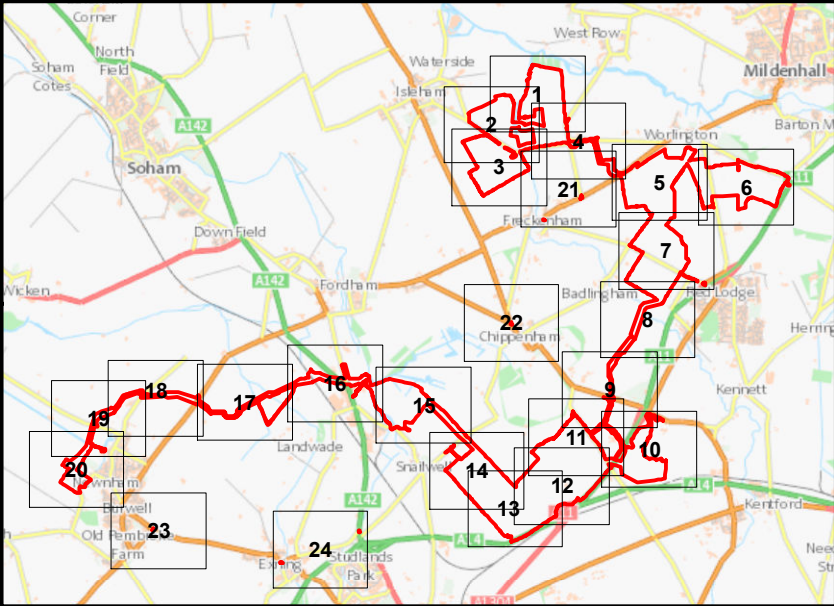 Corner
West Row
North
Field
Waterside
Soham
Cotes
Isleham
Mildenhall
1
2
A142
Barton M
4
Worlington
Soham
3
A11
5
6
21
Freckenham
Down Field
7
A142
Wicken
Fordham
Badlingham
Red Lodge
8
22
Chippenham
Herring
A11
16
Kennett
18
9
17
15
19
11
Landwade
10
Snailwell
14
20
Newnham
12
A14
13
Burwell
Kentford
A142
23
Old Pembroke
Farm
A14
24
Studlands
Park
Exning
Need
Str
A1304